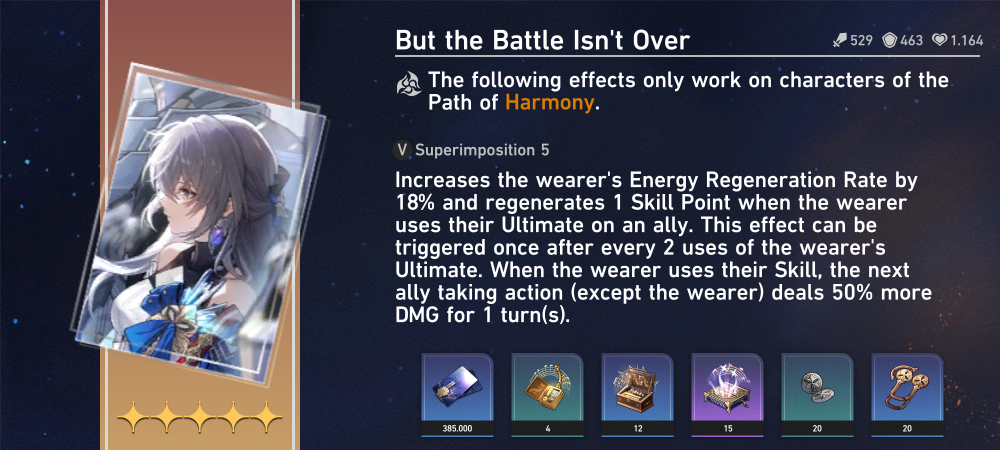 But the Battle Isn't Over
529 463 1.164
The following effects only work on characters of the
Path of Harmony.
V Superimposition 5
Increases the wearer's Energy Regeneration Rate by
18% and regenerates 1 Skill Point when the wearer
uses their Ultimate on an ally. This effect can be
triggered once after every 2 uses of the wearer's
Ultimate. When the wearer uses their Skill, the next
ally taking action (except the wearer) deals 50% more
DMG for 1 turn(s).
385.000 4 12 15 20 20